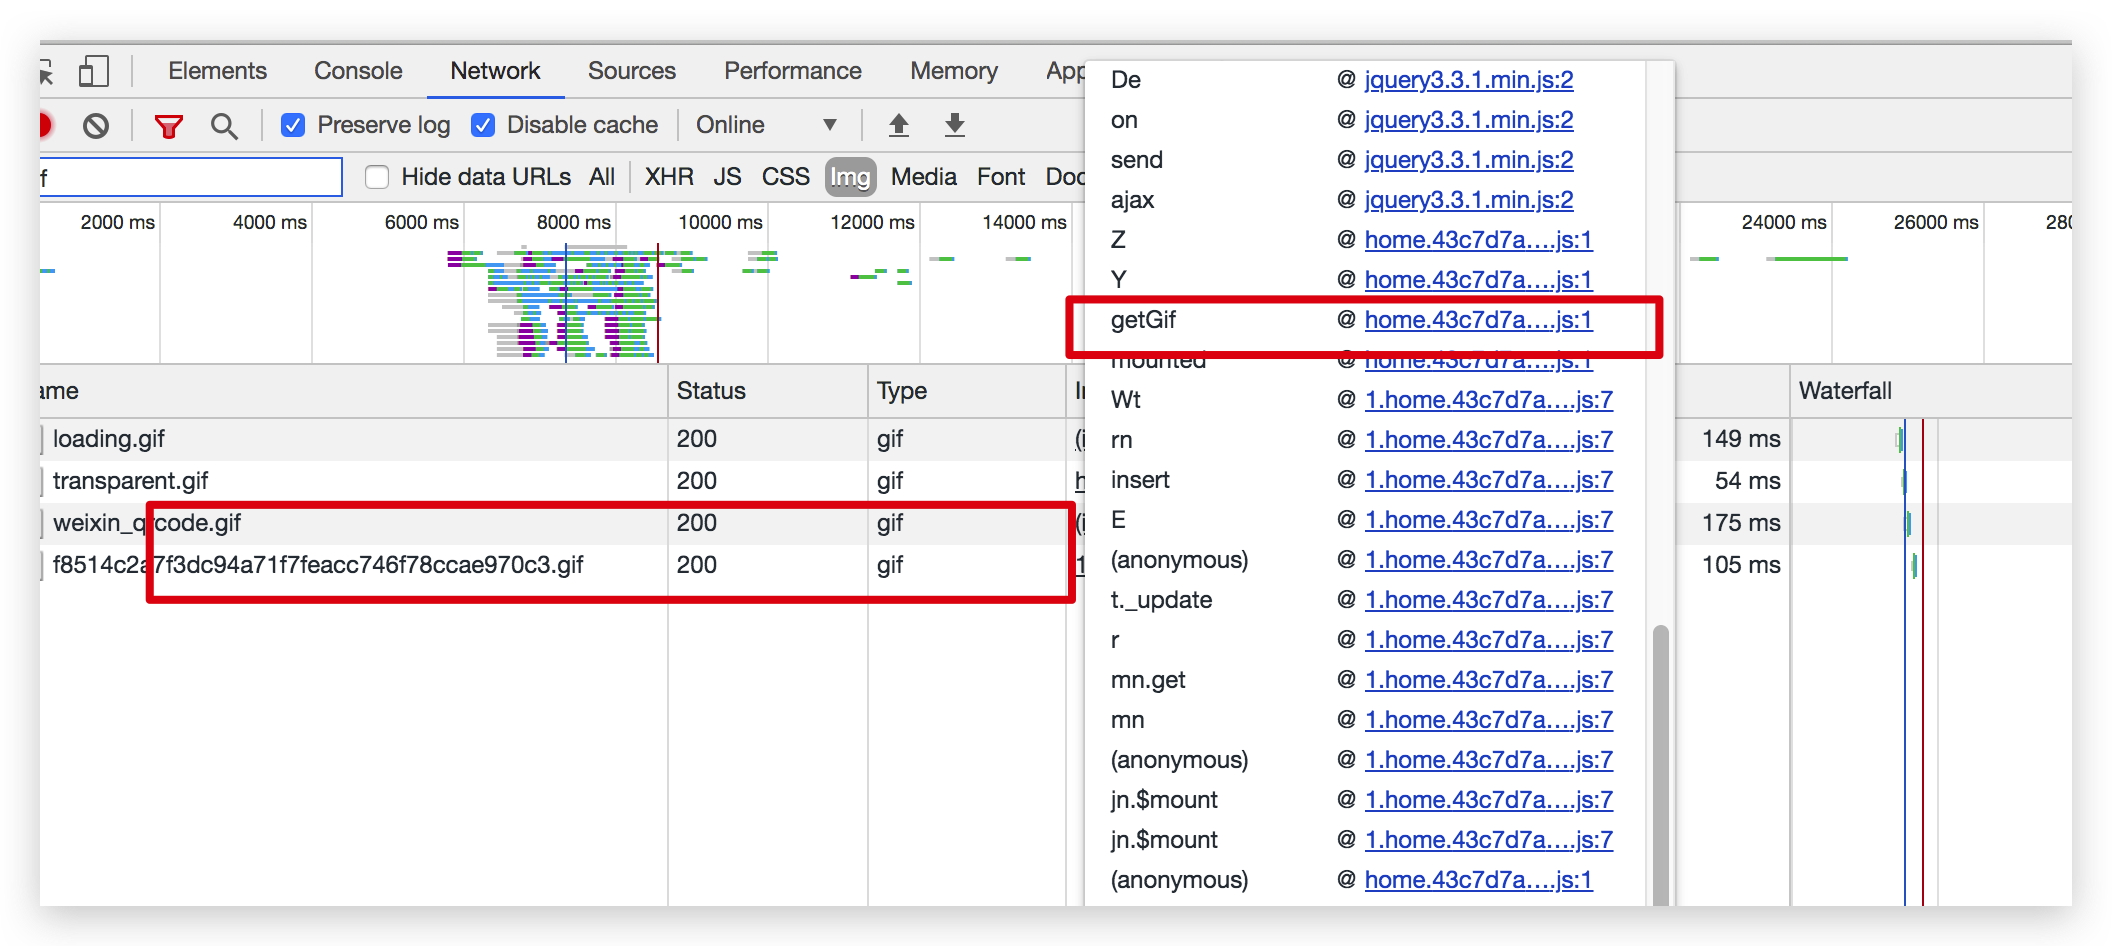 Elements Console Network Sources Performance Memory App
Preserve log Disable cache Online
f Hide data URLs All XHR JS CSS Img Media Font Doc
2000 ms 4000 ms 6000 ms 8000 ms 10000 ms 12000 ms 14000 ms 24000 ms 26000 ms 280
ame Status Type Waterfall
loading.gif 200 gif 149 ms
transparent.gif 200 gif h 54 ms
weixin_qrcode.gif 200 gif 175 ms
f8514c2a7f3dc94a71f7feacc746f78ccae970c3.gif 200 gif 1 105 ms
De @ jquery3.3.1.min.js:2
on @ jquery3.3.1.min.js:2
send @ jquery3.3.1.min.js:2
ajax @ jquery3.3.1.min.js:2
Z @ home.43c7d7a….js:1
Y @ home.43c7d7a….js:1
getGif @ home.43c7d7a….js:1
mounted @ home.43c7d7a….js:1
Wt @ 1.home.43c7d7a….js:7
rn @ 1.home.43c7d7a….js:7
insert @ 1.home.43c7d7a….js:7
E @ 1.home.43c7d7a….js:7
(anonymous) @ 1.home.43c7d7a….js:7
t._update @ 1.home.43c7d7a….js:7
r @ 1.home.43c7d7a….js:7
mn.get @ 1.home.43c7d7a….js:7
mn @ 1.home.43c7d7a….js:7
(anonymous) @ 1.home.43c7d7a….js:7
jn.$mount @ 1.home.43c7d7a….js:7
jn.$mount @ 1.home.43c7d7a….js:7
(anonymous) @ home.43c7d7a….js:1